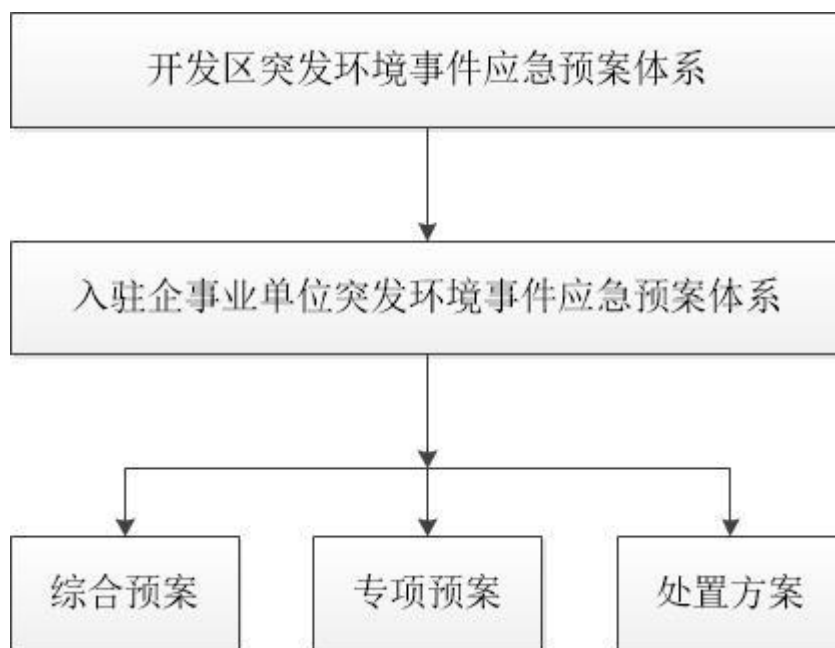 开发区突发环境事件应急预案体系
入驻企事业单位突发环境事件应急预案体系
综合预案
专项预案
处置方案